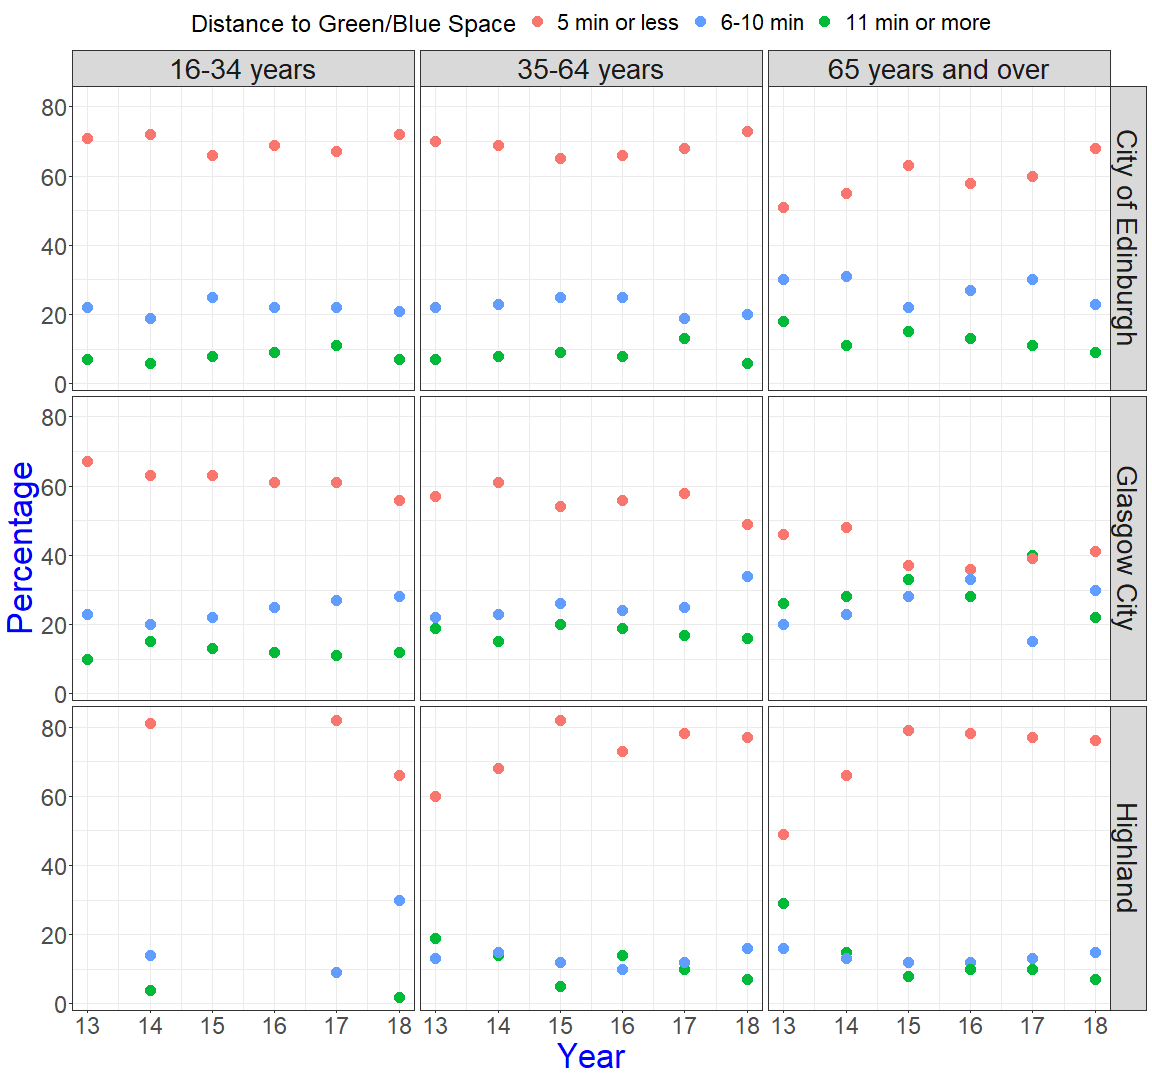 Distance to Green/Blue Space 5 min or less 6-10 min 11 min or more
16-34 years 35-64 years 65 years and over
80
60
40
20
0
City of Edinburgh
80
60
40
20
0
Glasgow City
80
60
40
20
0
Highland
Percentage
13 14 15 16 17 18 13 14 15 16 17 18 13 14 15 16 17 18
Year